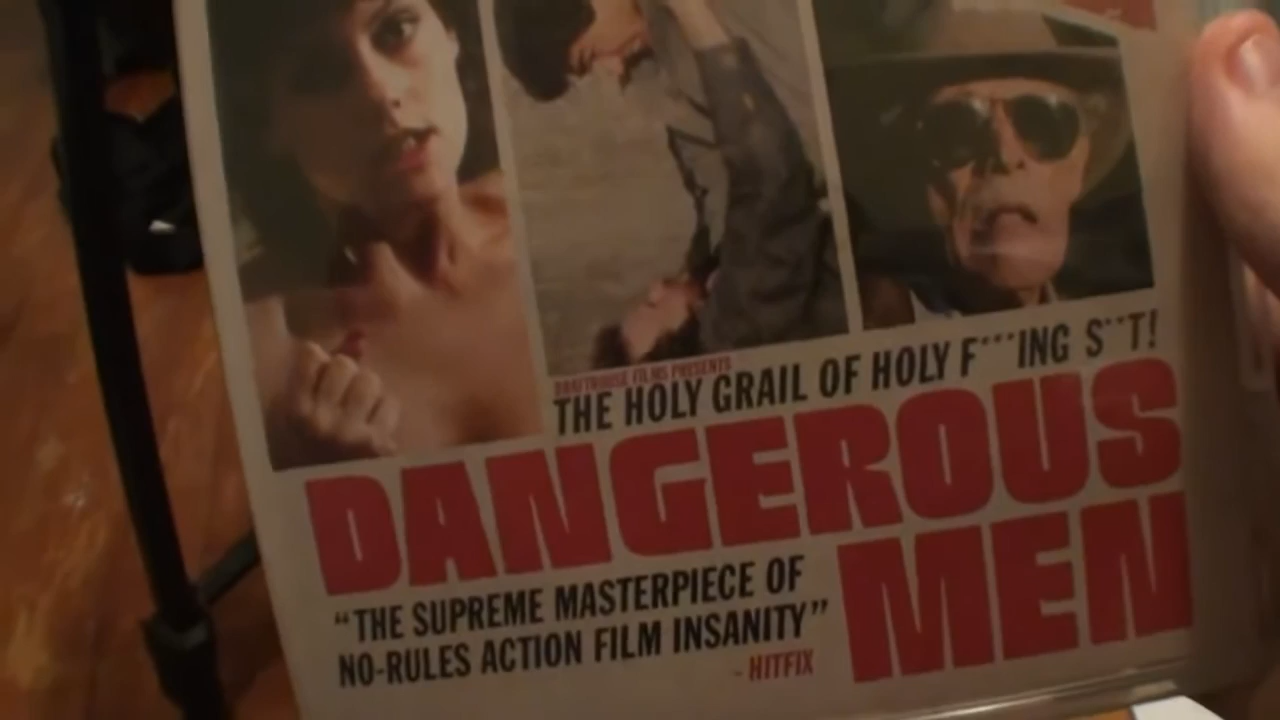 DRAFTHOUSE FILMS PRESENTS
THE HOLY GRAIL OF HOLY F***ING S**T!
DANGEROUS
MEN
"THE SUPREME MASTERPIECE OF
NO-RULES ACTION FILM INSANITY"
- HITFIX